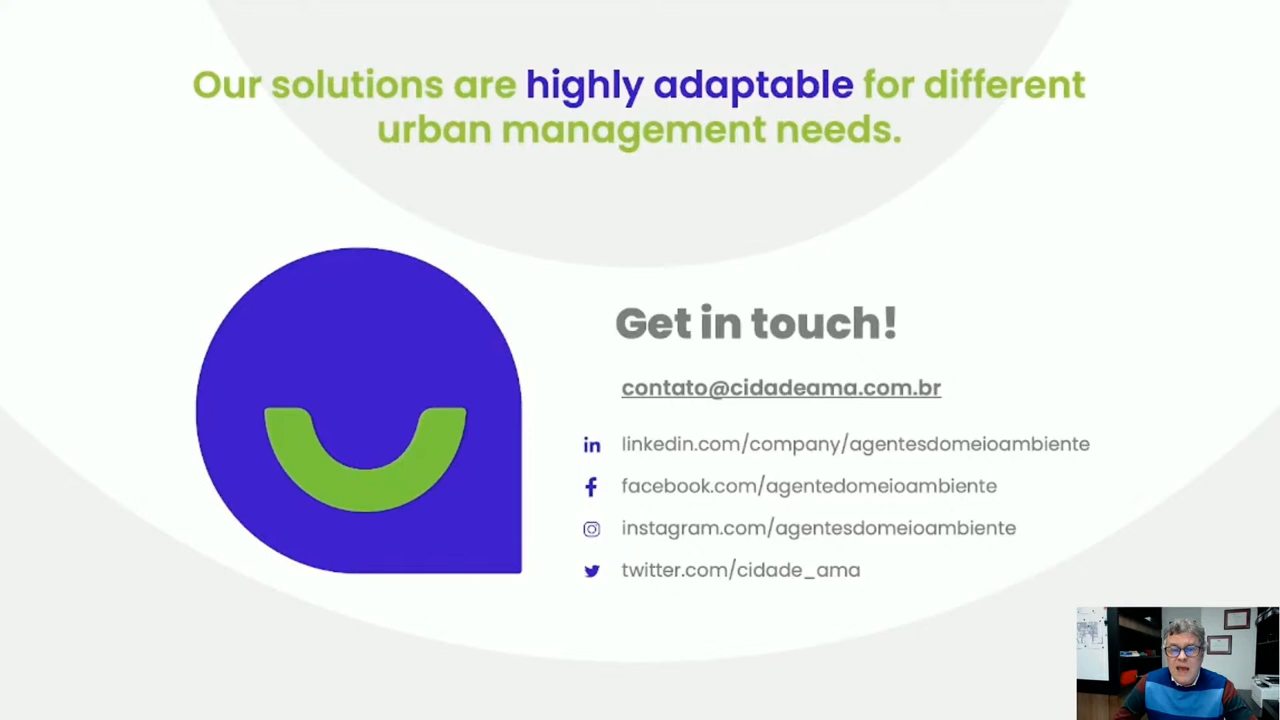 Our solutions are highly adaptable for different
urban management needs.
Get in touch!
contato@cidadeama.com.br
linkedin.com/company/agentesdomeioambiente
facebook.com/agentedomeioambiente
instagram.com/agentesdomeioambiente
twitter.com/cidade_ama